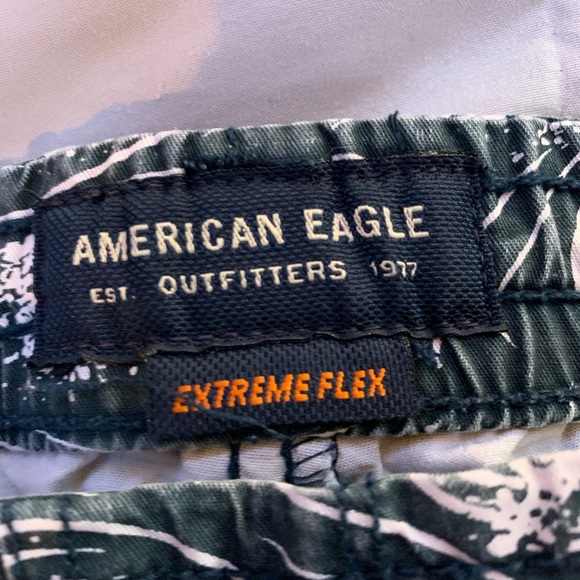 AMERICAN EAGLE
EST. OUTFITTERS 1977
EXTREME FLEX